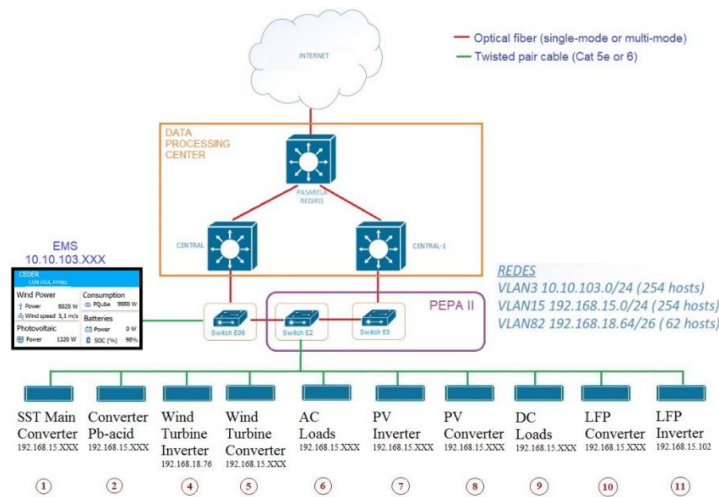 Optical fiber (single-mode or multi-mode)
Twisted pair cable (Cat 5e or 6)
INTERNET
DATA
PROCESSING
CENTER
PASARELA
REDIRIS
CENTRAL
CENTRAL-1
EMS
10.10.103.XXX
CEDER
Wind Power
Power 8020 W
Wind speed 5,1 m/s
Photovoltaic
Power 1320 W
Consumption
PQube 9880 W
Batteries
Power 0 W
SOC (%) 98%
PEPA II
Switch E08
Switch E2
Switch E5
REDES
VLAN3 10.10.103.0/24 (254 hosts)
VLAN15 192.168.15.0/24 (254 hosts)
VLAN82 192.168.18.64/26 ( 62 hosts)
SST Main
Converter
192.168.15.XXX
1
Converter
Pb-acid
192.168.15.XXX
2
Wind
Turbine
Inverter
192.168.18.76
4
Wind
Turbine
Converter
192.168.15.XXX
5
AC
Loads
192.168.15.XXX
6
PV
Inverter
192.168.15.XXX
7
PV
Converter
192.168.15.XXX
8
DC
Loads
192.168.15.XXX
9
LFP
Converter
192.168.15.XXX
10
LFP
Inverter
192.168.15.102
11